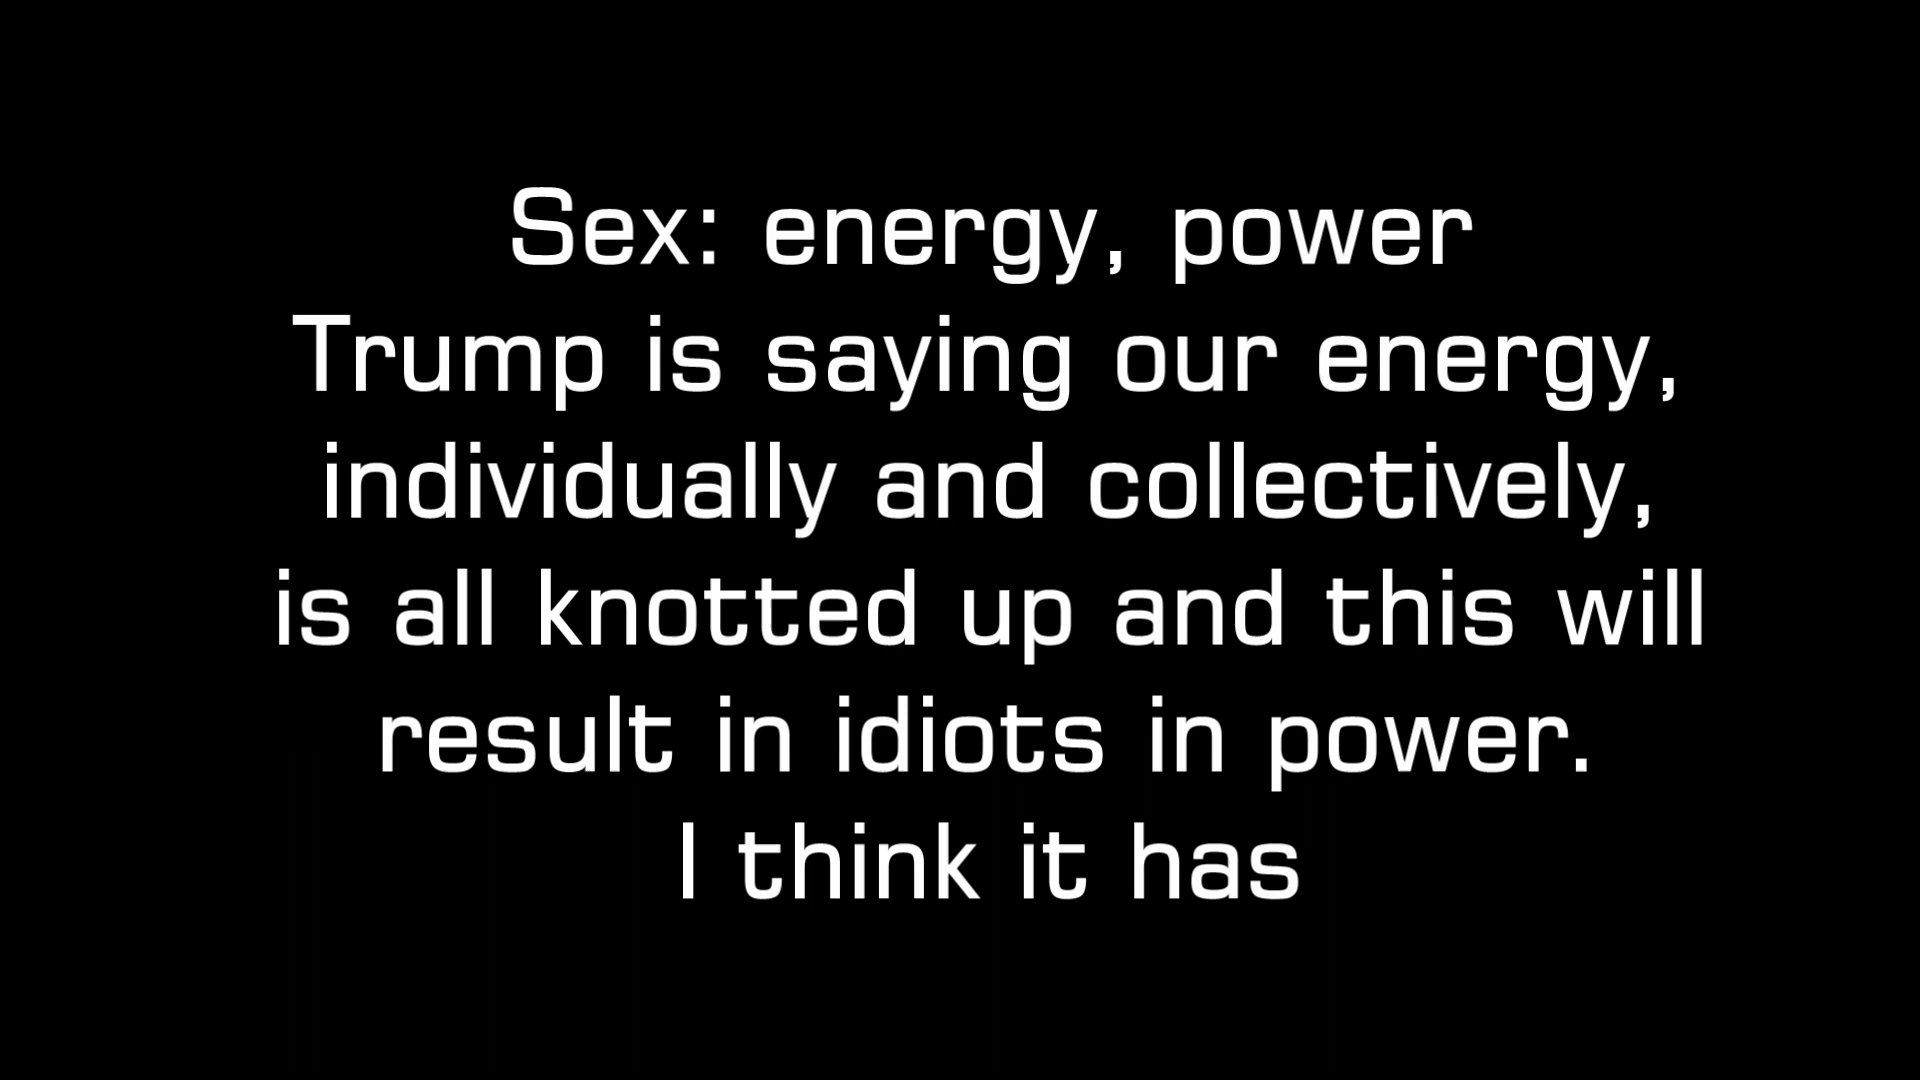 Sex: energy, power
Trump is saying our energy,
individually and collectively,
is all knotted up and this will
result in idiots in power.
I think it has